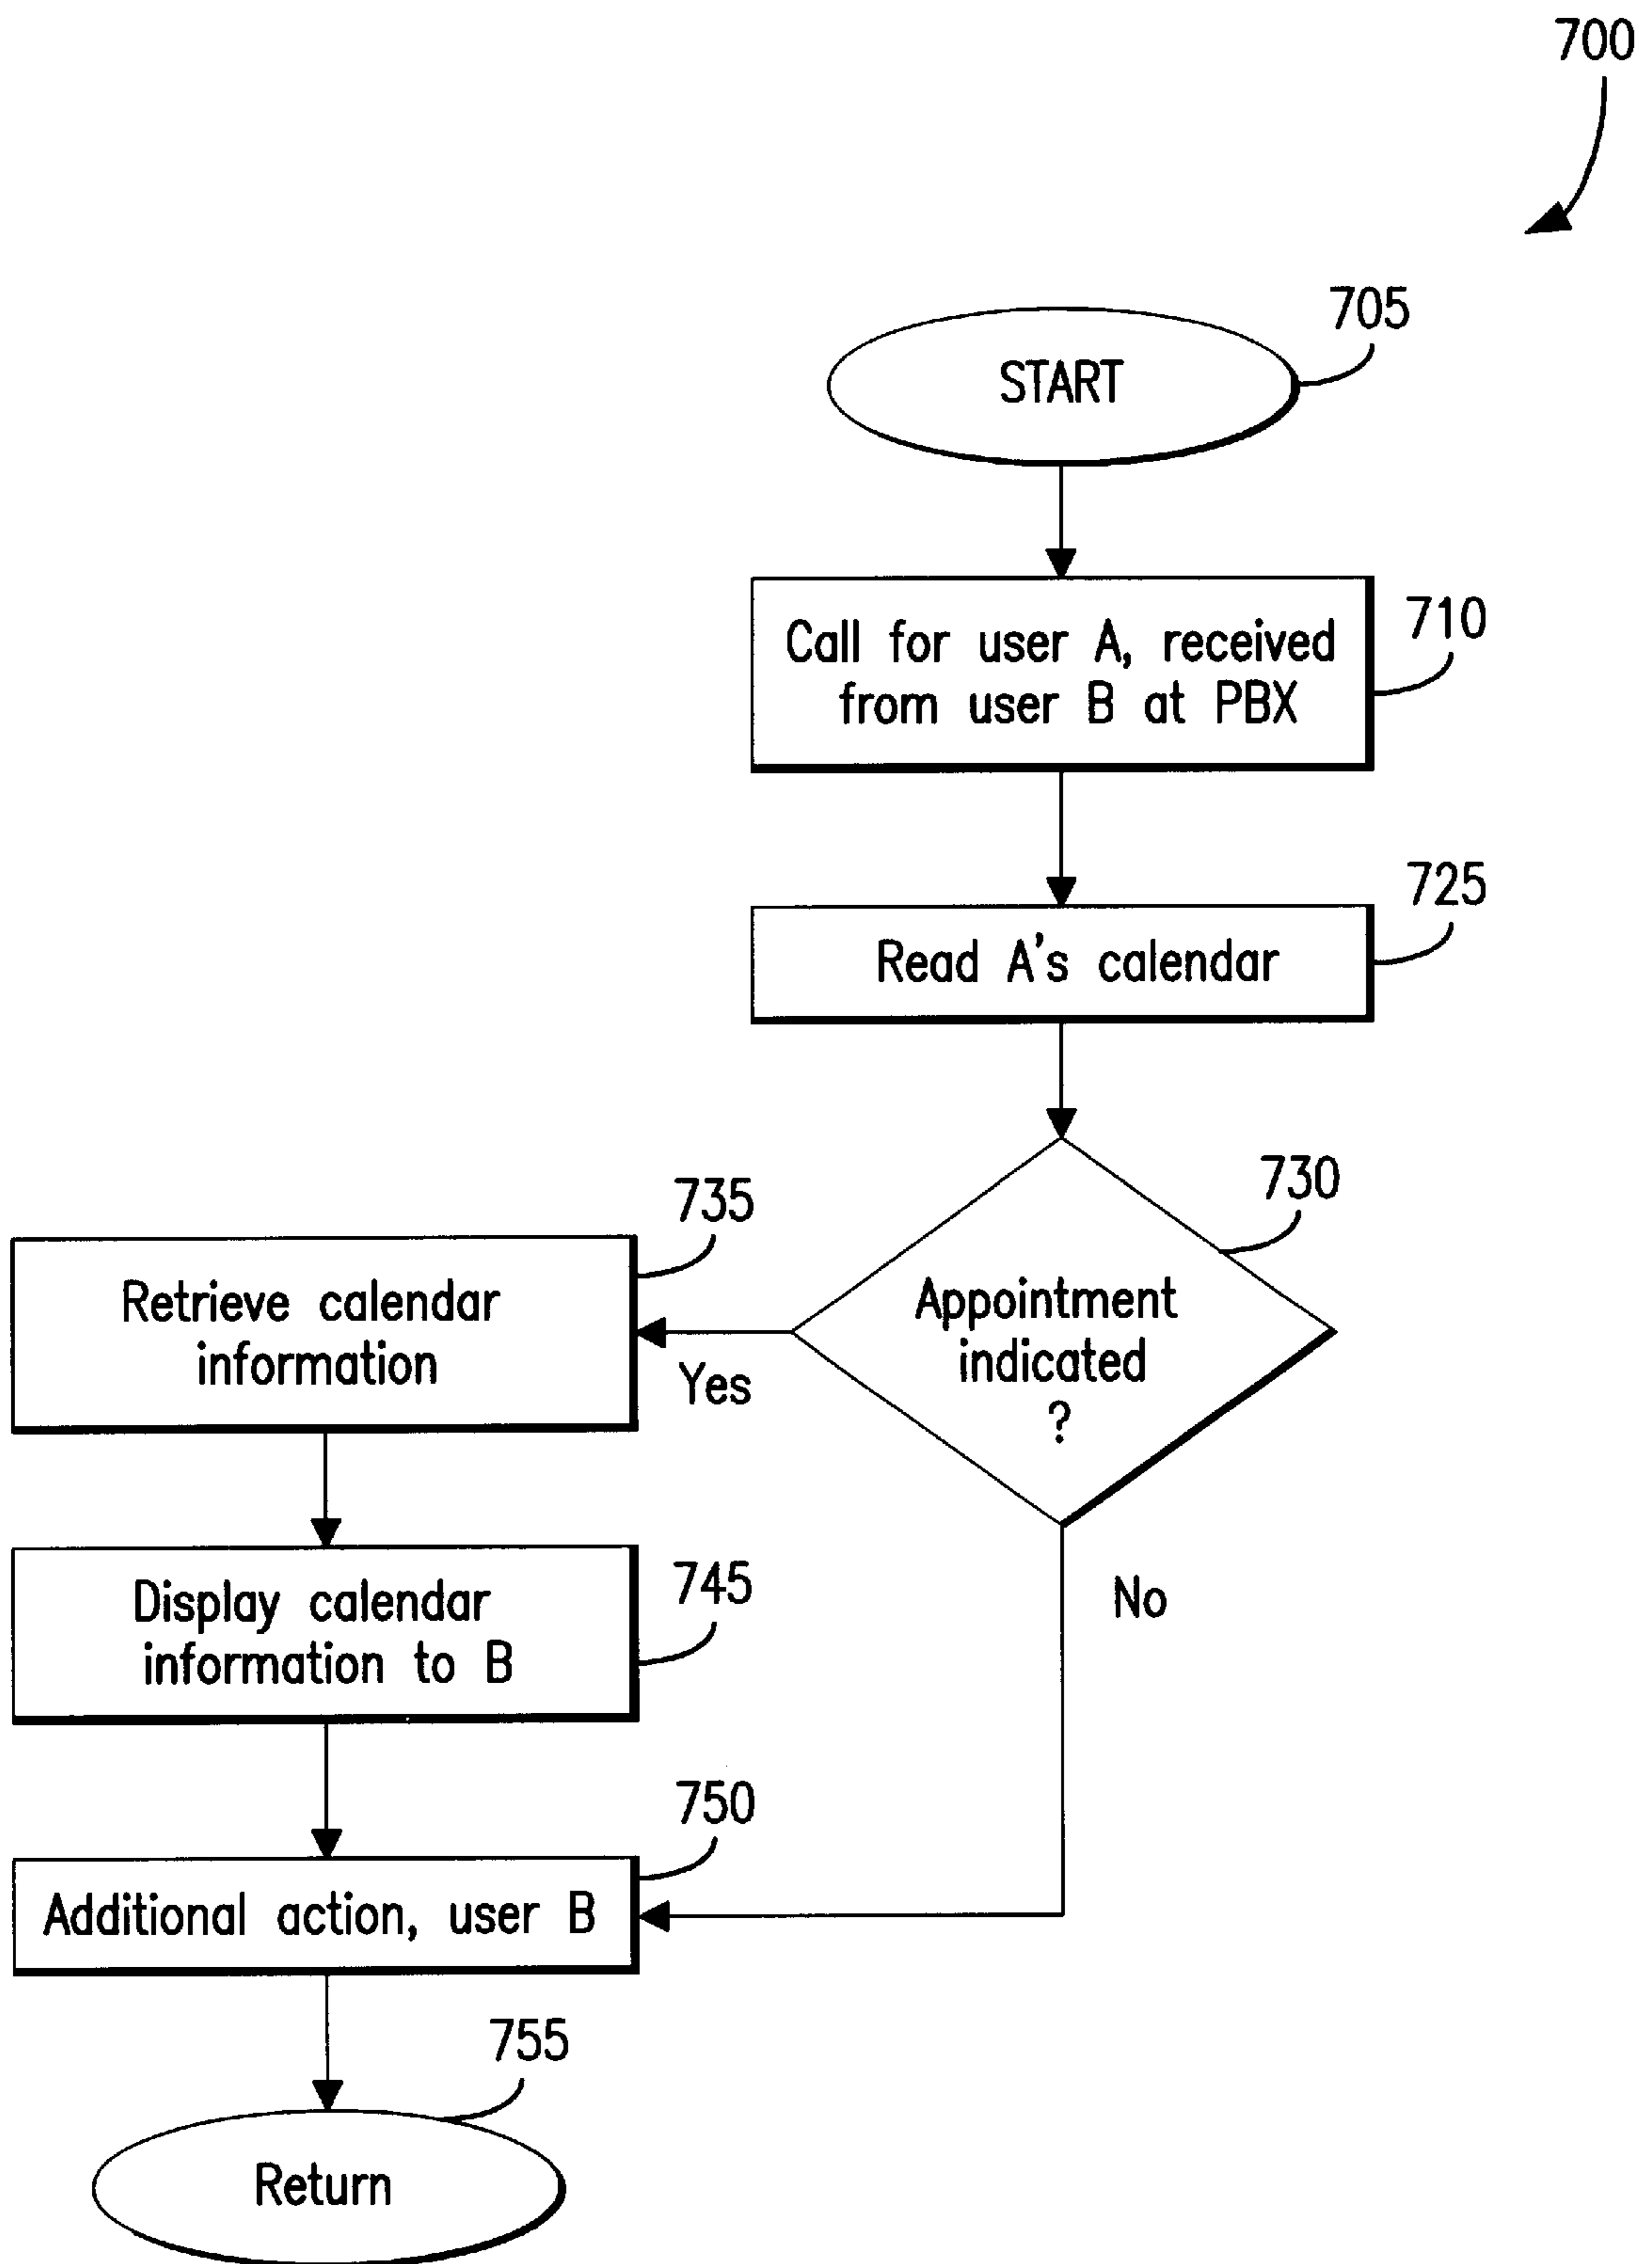 700
705
START
710
Call for user A, received
from user B at PBX
725
Read A's calendar
730
Appointment
indicated
?
735
Retrieve calendar
information
Yes
745
Display calendar
information to B
No
750
Additional action, user B
755
Return